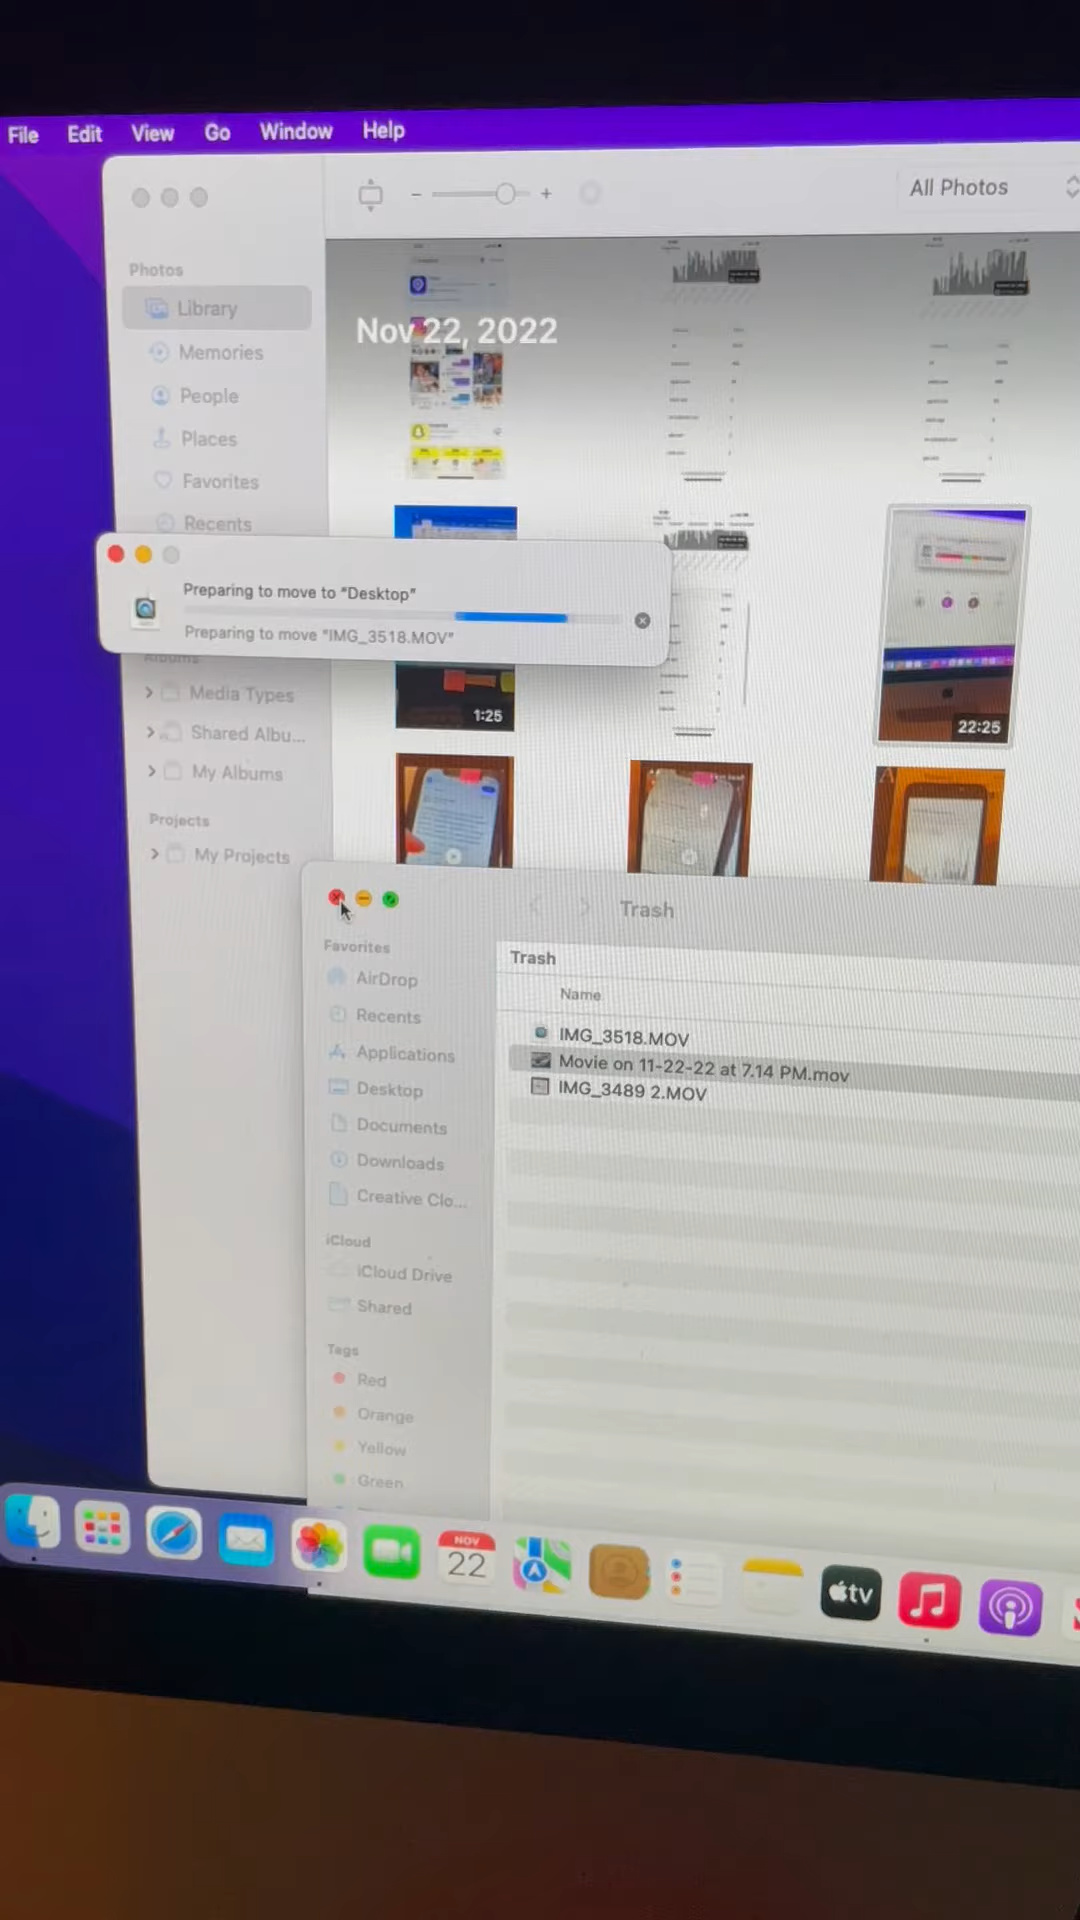 File Edit View Go Window Help
All Photos
Photos
Library
Nov 22, 2022
Memories
People
Places
Favorites
Recents
Preparing to move to "Desktop"
Preparing to move "IMG_3518.MOV"
Albums
Media Types
1:25
22:25
Shared Albu...
My Albums
Projects
My Projects
Trash
Favorites
Trash
AirDrop
Name
Recents
IMG_3518.MOV
Applications
Movie on 11-22-22 at 7.14 PM.mov
Desktop
IMG_3489 2.MOV
Documents
Downloads
Creative Clo...
iCloud
iCloud Drive
Shared
Tags
Red
Orange
Yellow
Green
NOV
22
tv